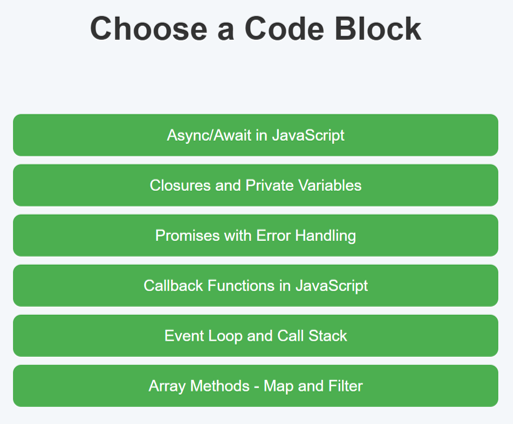 Choose a Code Block
Async/Await in JavaScript
Closures and Private Variables
Promises with Error Handling
Callback Functions in JavaScript
Event Loop and Call Stack
Array Methods - Map and Filter